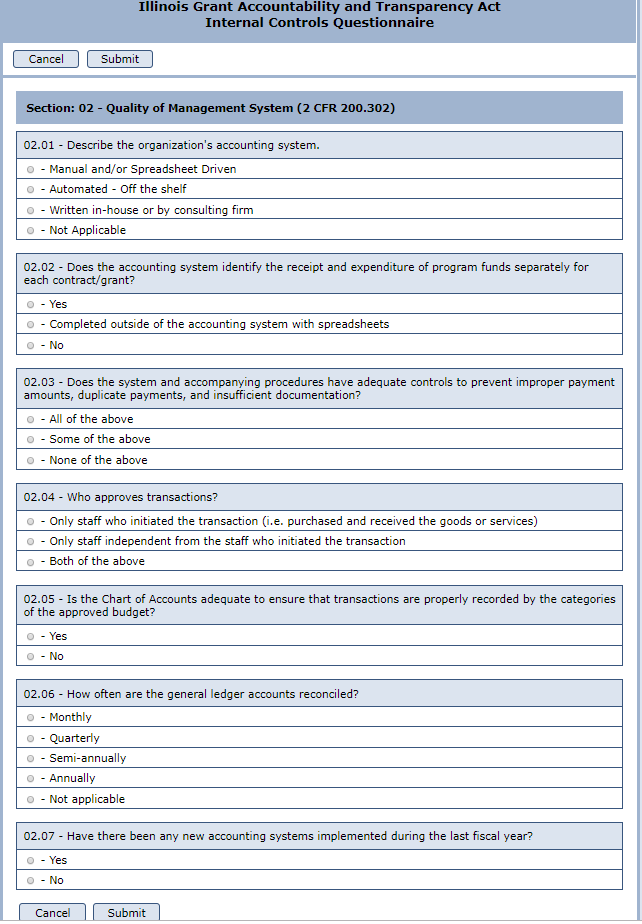 Illinois Grant Accountability and Transparency Act
Internal Controls Questionnaire
Cancel Submit
Section: 02 - Quality of Management System (2 CFR 200.302)
02.01 - Describe the organization's accounting system.
- Manual and/or Spreadsheet Driven
- Automated - Off the shelf
- Written in-house or by consulting firm
- Not Applicable
02.02 - Does the accounting system identify the receipt and expenditure of program funds separately for
each contract/grant?
- Yes
- Completed outside of the accounting system with spreadsheets
- No
02.03 - Does the system and accompanying procedures have adequate controls to prevent improper payment
amounts, duplicate payments, and insufficient documentation?
- All of the above
- Some of the above
- None of the above
02.04 - Who approves transactions?
- Only staff who initiated the transaction (i.e. purchased and received the goods or services)
- Only staff independent from the staff who initiated the transaction
- Both of the above
02.05 - Is the Chart of Accounts adequate to ensure that transactions are properly recorded by the categories
of the approved budget?
- Yes
- No
02.06 - How often are the general ledger accounts reconciled?
- Monthly
- Quarterly
- Semi-annually
- Annually
- Not applicable
02.07 - Have there been any new accounting systems implemented during the last fiscal year?
- Yes
- No
Cancel Submit